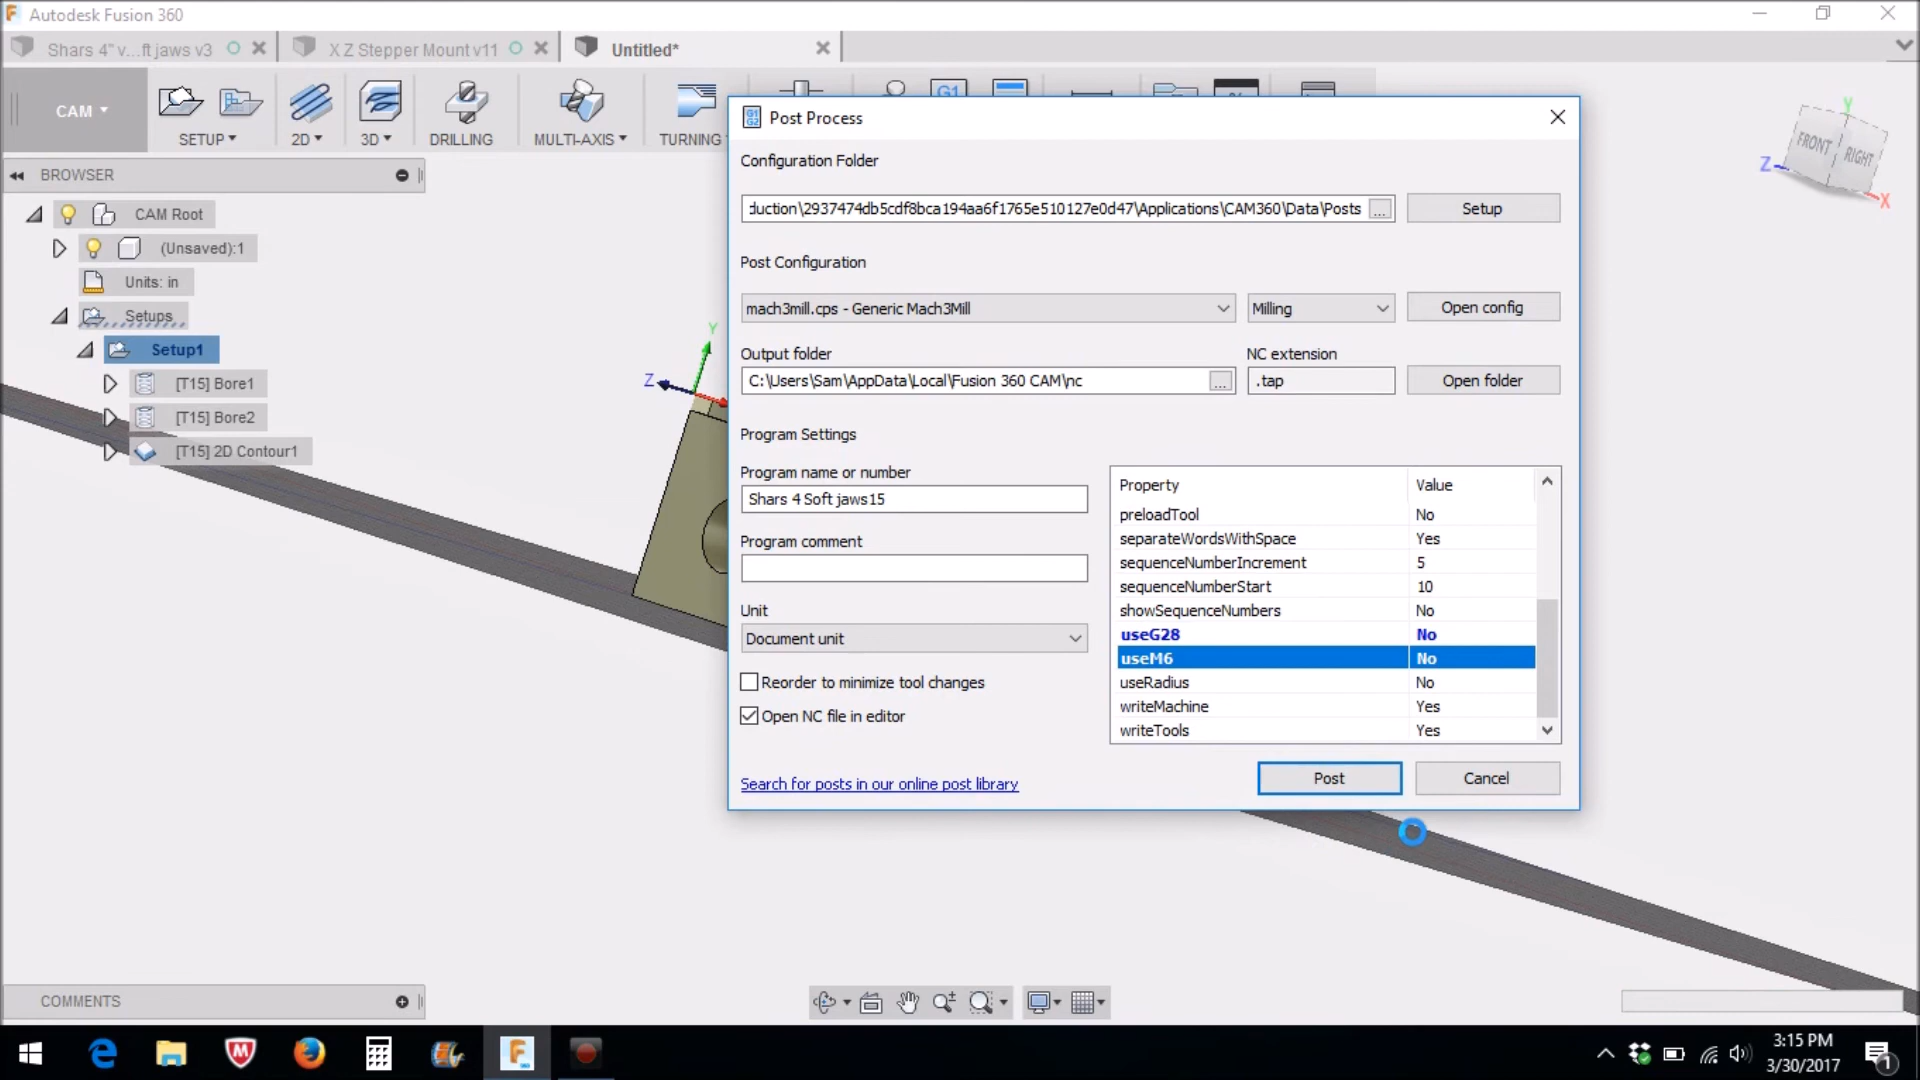 Autodesk Fusion 360
Shars 4" v...ft jaws v3
X Z Stepper Mount v11
Untitled*
CAM
SETUP
2D
3D
DRILLING
MULTI-AXIS
TURNING
G1
BROWSER
CAM Root
(Unsaved):1
Units: in
Setups
Setup1
[T15] Bore1
[T15] Bore2
[T15] 2D Contour1
Y
Z
FRONT
RIGHT
Y
Z
X
G1
G2
Post Process
Configuration Folder
duction\2937474db5cdf8bca194aa6f1765e510127e0d47\Applications\CAM360\Data\Posts
...
Setup
Post Configuration
mach3mill.cps - Generic Mach3Mill
Milling
Open config
Output folder
NC extension
C:\Users\Sam\AppData\Local\Fusion 360 CAM\nc
...
.tap
Open folder
Program Settings
Program name or number
Shars 4 Soft jaws15
Program comment
Unit
Document unit
Reorder to minimize tool changes
Open NC file in editor
Property Value
preloadTool No
separateWordsWithSpace Yes
sequenceNumberIncrement 5
sequenceNumberStart 10
showSequenceNumbers No
useG28 No
useM6 No
useRadius No
writeMachine Yes
writeTools Yes
Search for posts in our online post library
Post
Cancel
COMMENTS
3:15 PM
3/30/2017
1